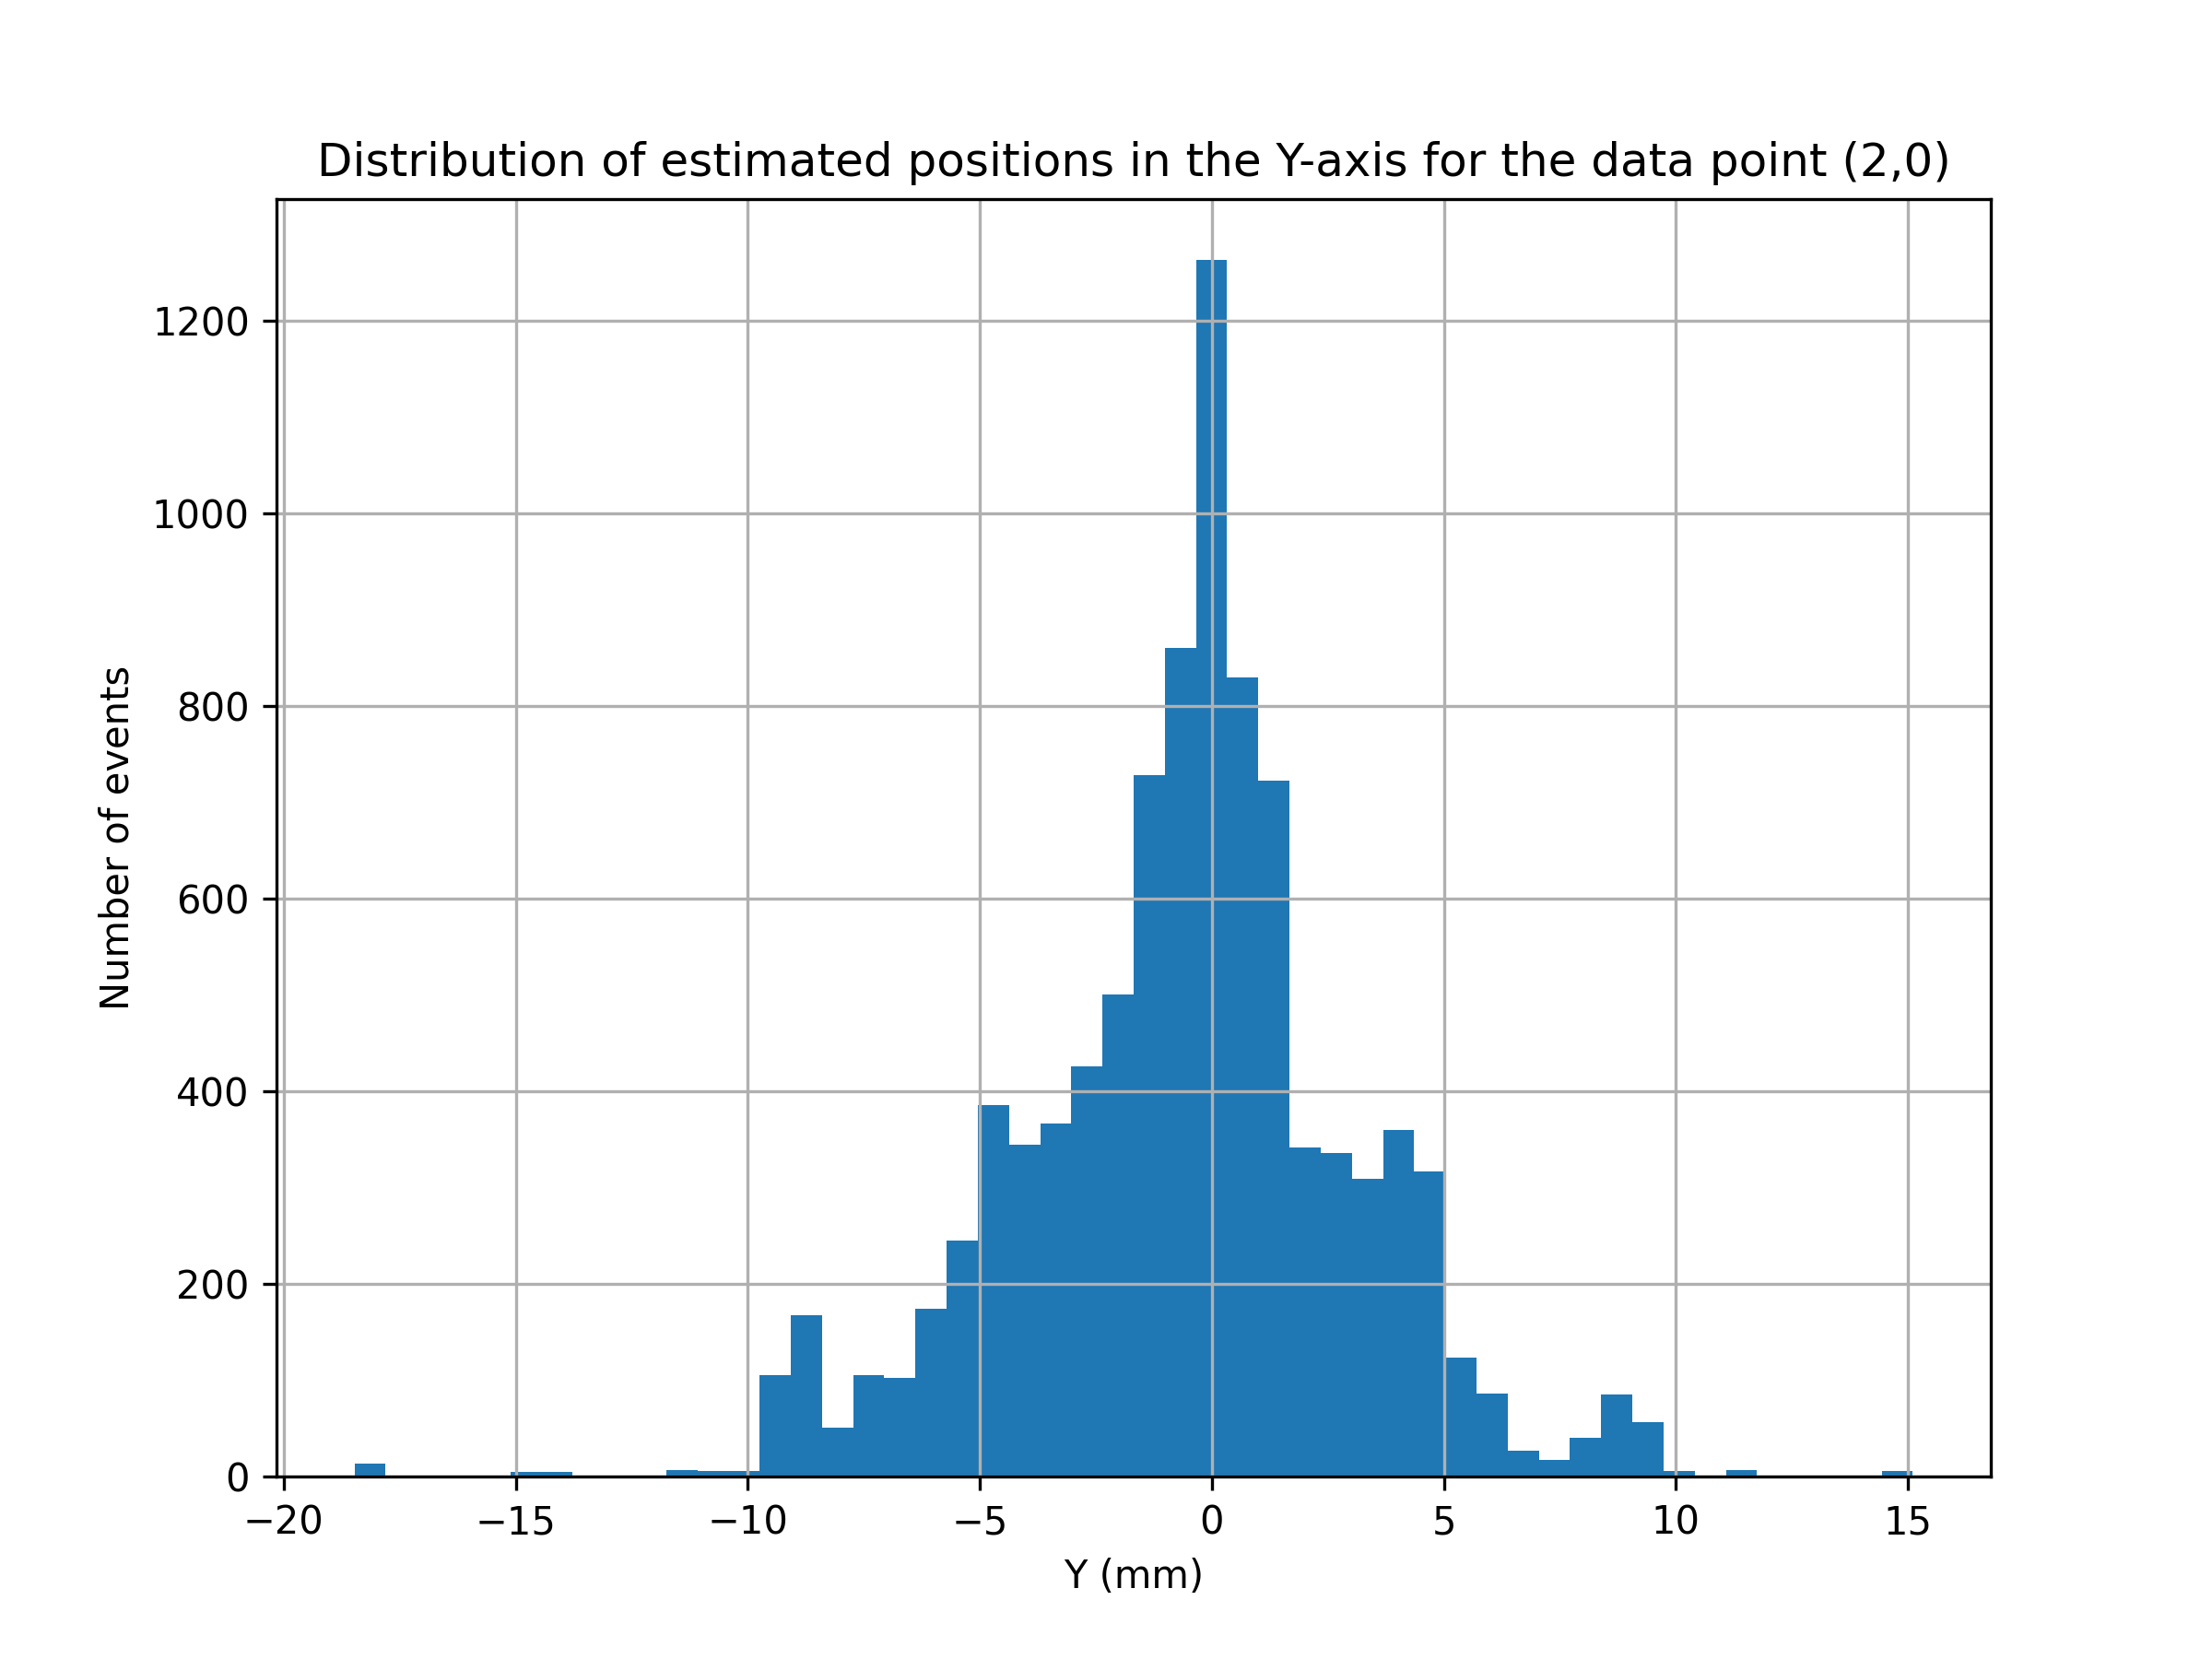 Distribution of estimated positions in the Y-axis for the data point (2,0)
Number of events
1200
1000
800
600
400
200
0
−20 −15 −10 −5 0 5 10 15
Y (mm)